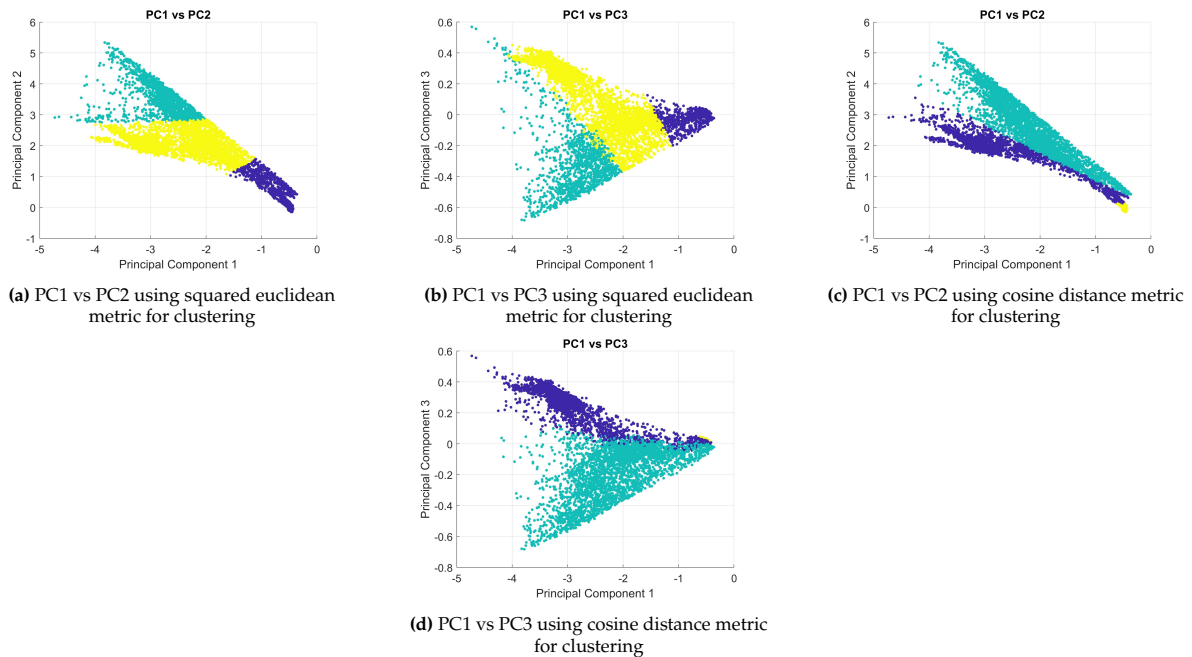 PC1 vs PC2
6
5
4
3
2
1
0
-1
Principal Component 2
-5 -4 -3 -2 -1 0
Principal Component 1
(a) PC1 vs PC2 using squared euclidean
metric for clustering
PC1 vs PC3
0.6
0.4
0.2
0
-0.2
-0.4
-0.6
-0.8
Principal Component 3
-5 -4 -3 -2 -1 0
Principal Component 1
(b) PC1 vs PC3 using squared euclidean
metric for clustering
PC1 vs PC2
6
5
4
3
2
1
0
-1
Principal Component 2
-5 -4 -3 -2 -1 0
Principal Component 1
(c) PC1 vs PC2 using cosine distance metric
for clustering
PC1 vs PC3
0.6
0.4
0.2
0
-0.2
-0.4
-0.6
-0.8
Principal Component 3
-5 -4 -3 -2 -1 0
Principal Component 1
(d) PC1 vs PC3 using cosine distance metric
for clustering